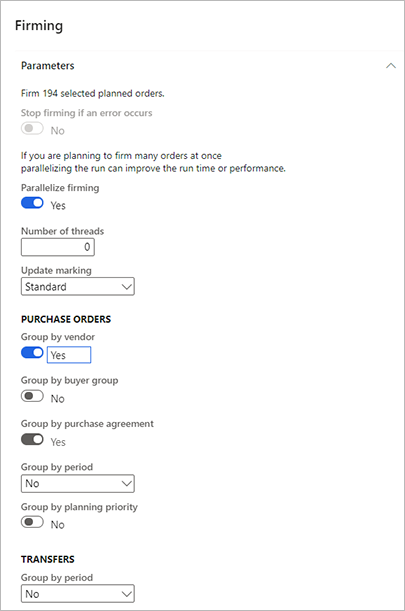 Firming
Parameters
Firm 194 selected planned orders.
Stop firming if an error occurs
No
If you are planning to firm many orders at once
parallelizing the run can improve the run time or performance.
Parallelize firming
Yes
Number of threads
0
Update marking
Standard
PURCHASE ORDERS
Group by vendor
Yes
Group by buyer group
No
Group by purchase agreement
Yes
Group by period
No
Group by planning priority
No
TRANSFERS
Group by period
No